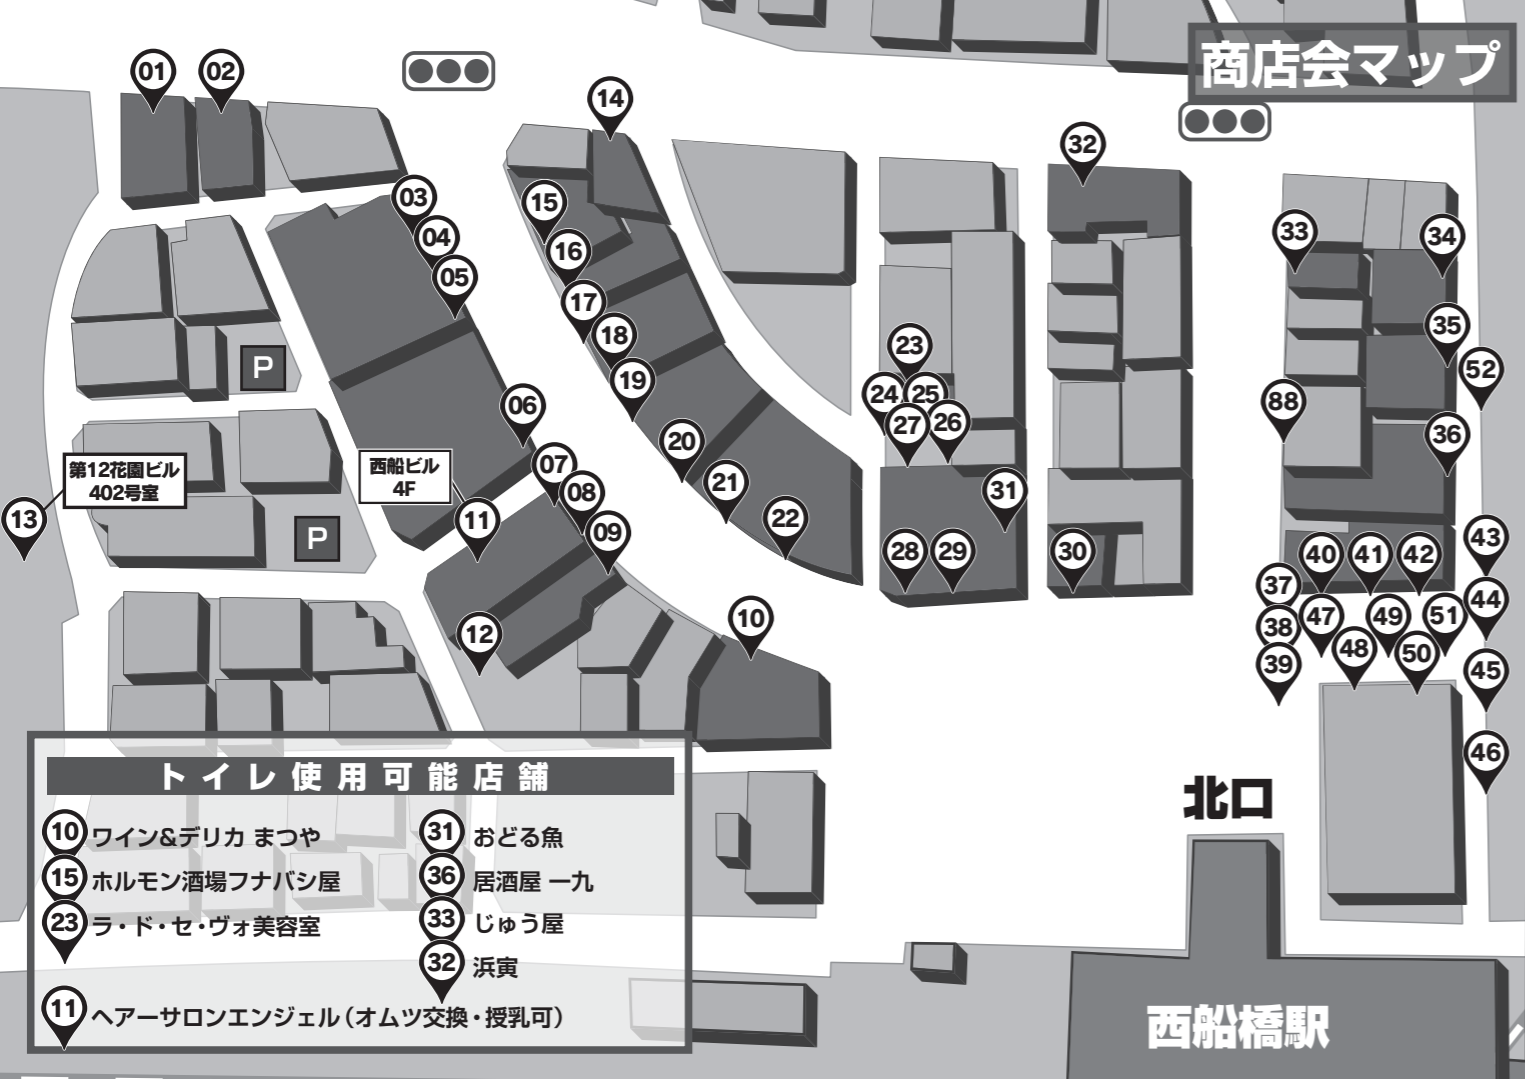 商店会マップ
01
02
14
32
15
03
04
16
33
34
05
17
18
23
35
P
19
24
25
52
06
27
26
88
20
36
07
第12花園ビル
402号室
西船ビル
4F
08
21
31
13
11
09
22
P
28
29
30
40
41
42
43
37
12
10
38
47
49
51
44
48
50
39
45
46
北口
西船橋駅
トイレ使用可能店舗
10 ワイン&デリカ まつや
15 ホルモン酒場フナバシ屋
23 ラ・ド・セ・ヴォ美容室
31 おどる魚
36 居酒屋 一九
33 じゅう屋
32 浜寅
11 ヘアーサロンエンジェル(オムツ交換・授乳可)